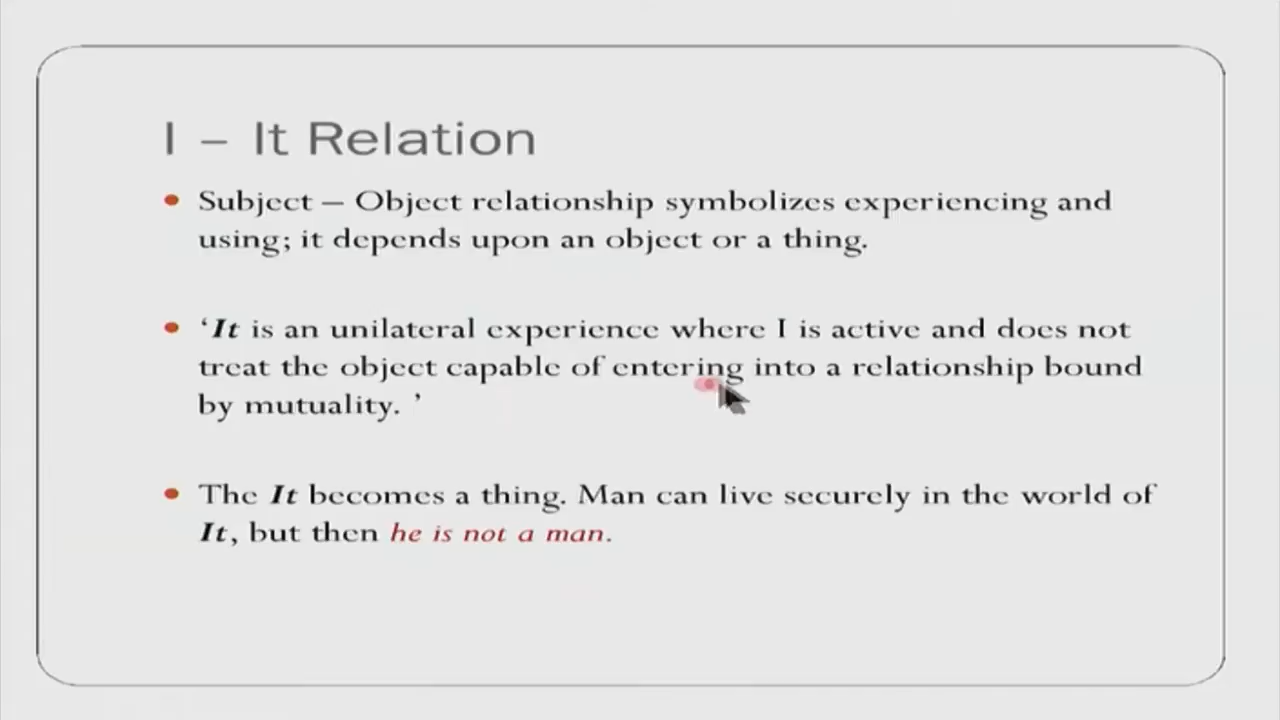 I – It Relation
• Subject – Object relationship symbolizes experiencing and
using; it depends upon an object or a thing.
• ‘It is an unilateral experience where I is active and does not
treat the object capable of entering into a relationship bound
by mutuality. ’
• The It becomes a thing. Man can live securely in the world of
It, but then he is not a man.